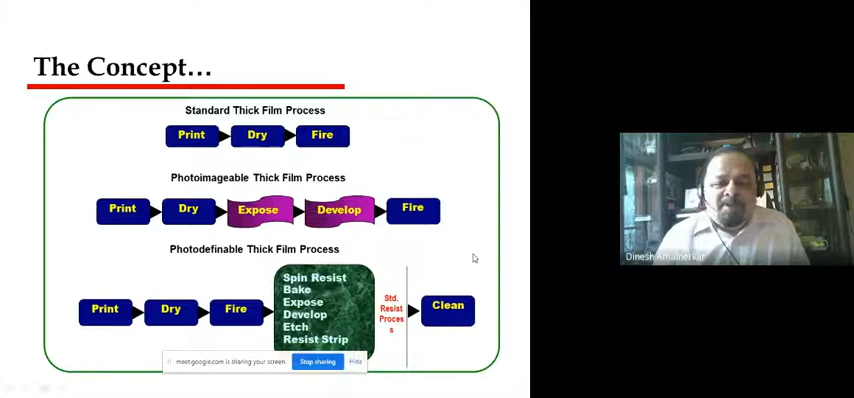 The Concept...
Standard Thick Film Process
Print Dry Fire
Photoimageable Thick Film Process
Print Dry Expose Develop Fire
Photodefinable Thick Film Process
Print Dry Fire
Spin Resist
Bake
Expose
Develop
Etch
Resist Strip
Std.
Resist
Proces
s
Clean
meet.google.com is sharing your screen. Stop sharing Hide
Dinesh Amalnerkar